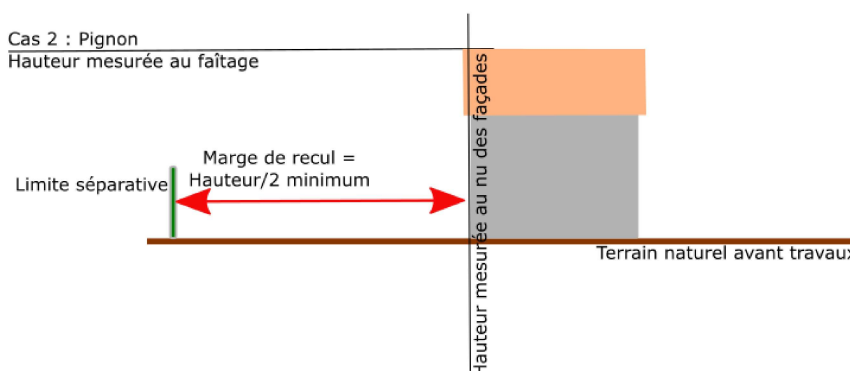 Cas 2 : Pignon
Hauteur mesurée au faîtage
Hauteur mesurée au nu des façades
Marge de recul =
Hauteur/2 minimum
Limite séparative
Terrain naturel avant travaux